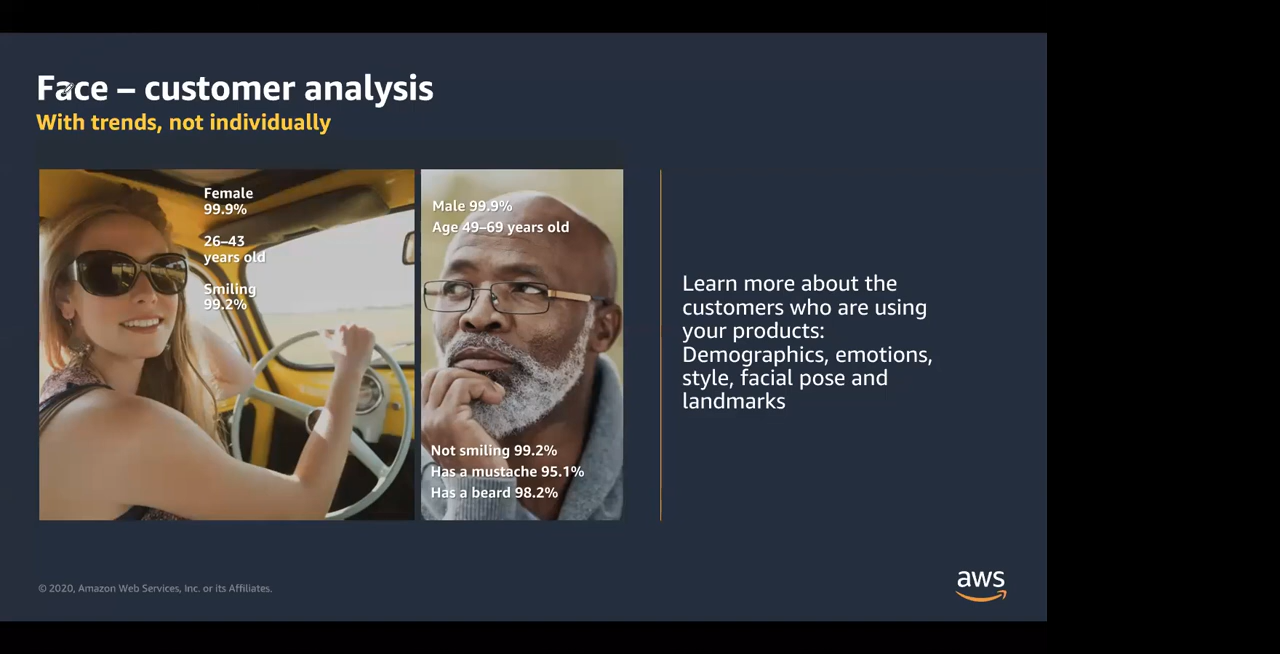 Face – customer analysis
With trends, not individually
Female
99.9%
26–43
years old
Smiling
99.2%
Male 99.9%
Age 49–69 years old
Not smiling 99.2%
Has a mustache 95.1%
Has a beard 98.2%
Learn more about the
customers who are using
your products:
Demographics, emotions,
style, facial pose and
landmarks
© 2020, Amazon Web Services, Inc. or its Affiliates.
aws